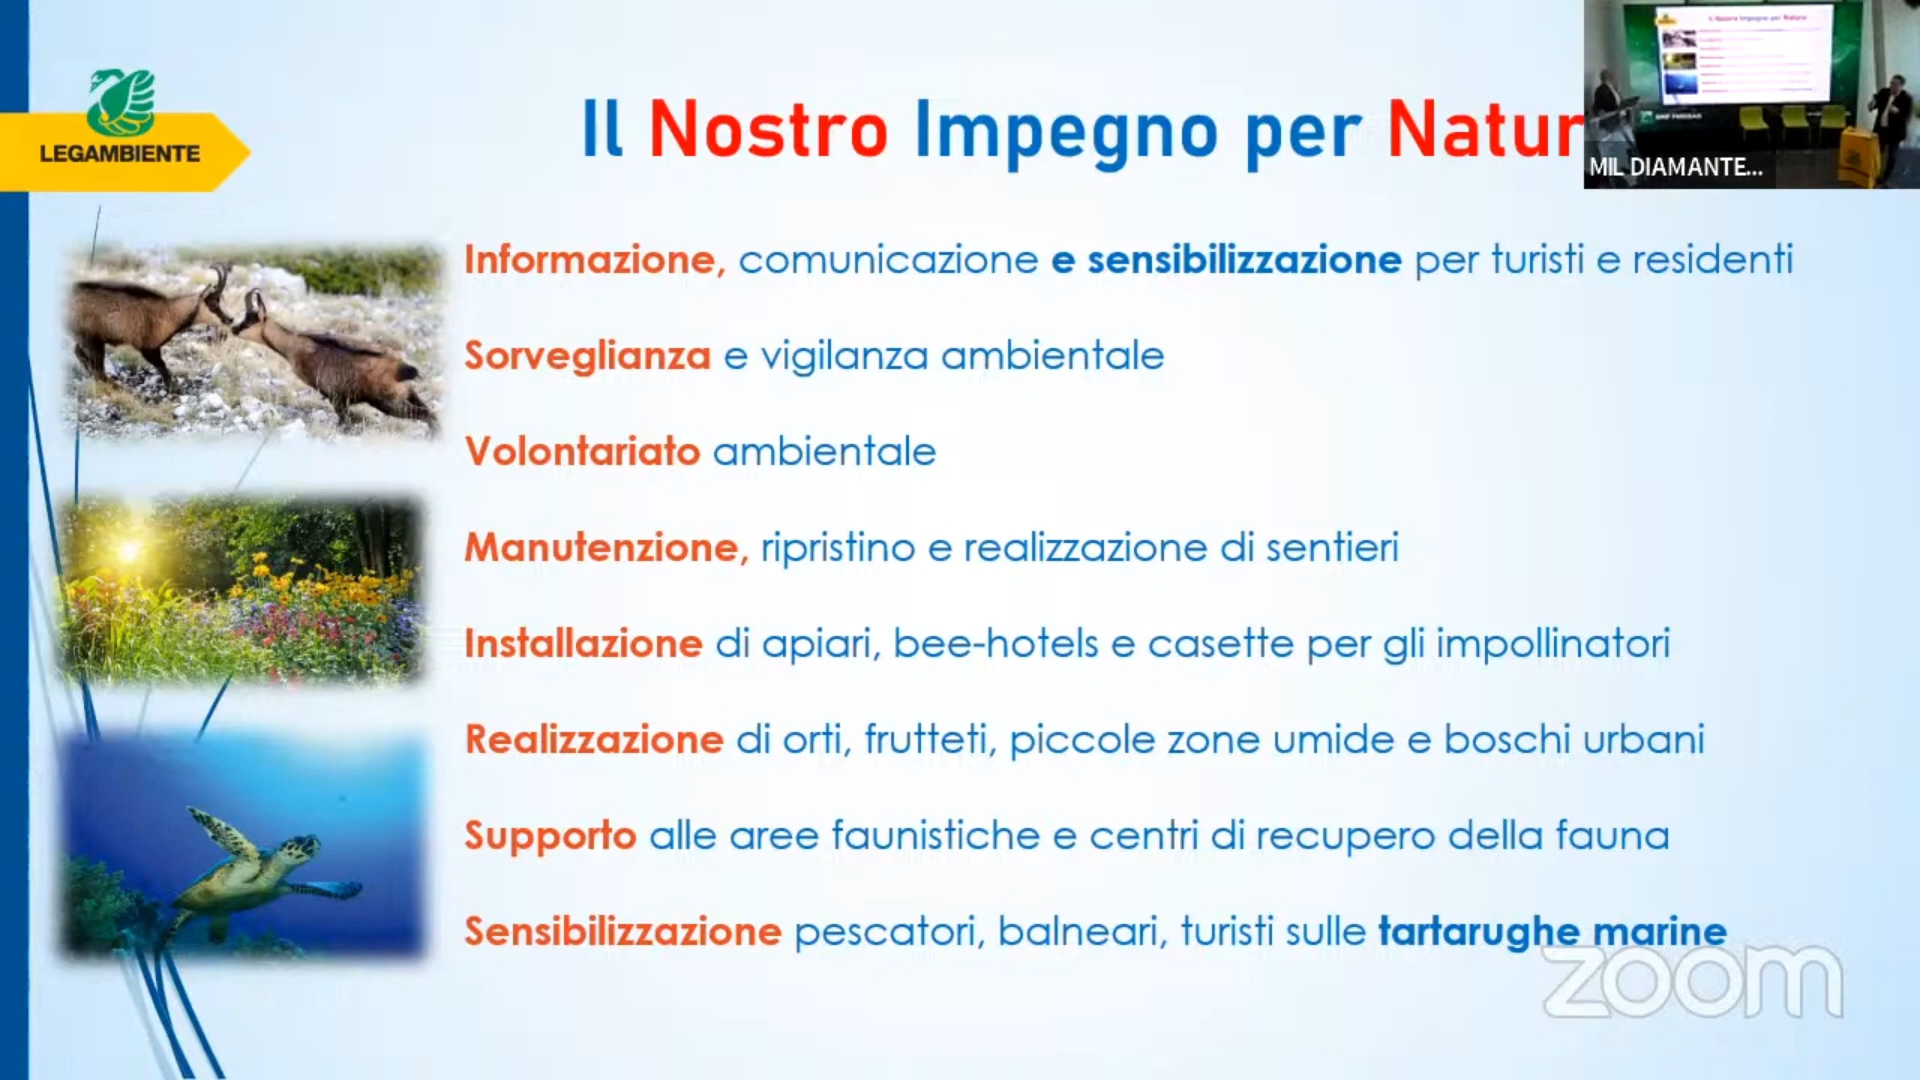 LEGAMBIENTE
Il Nostro Impegno per Natur
MIL DIAMANTE...
Informazione, comunicazione e sensibilizzazione per turisti e residenti
Sorveglianza e vigilanza ambientale
Volontariato ambientale
Manutenzione, ripristino e realizzazione di sentieri
Installazione di apiari, bee-hotels e casette per gli impollinatori
Realizzazione di orti, frutteti, piccole zone umide e boschi urbani
Supporto alle aree faunistiche e centri di recupero della fauna
Sensibilizzazione pescatori, balneari, turisti sulle tartarughe marine
zoom